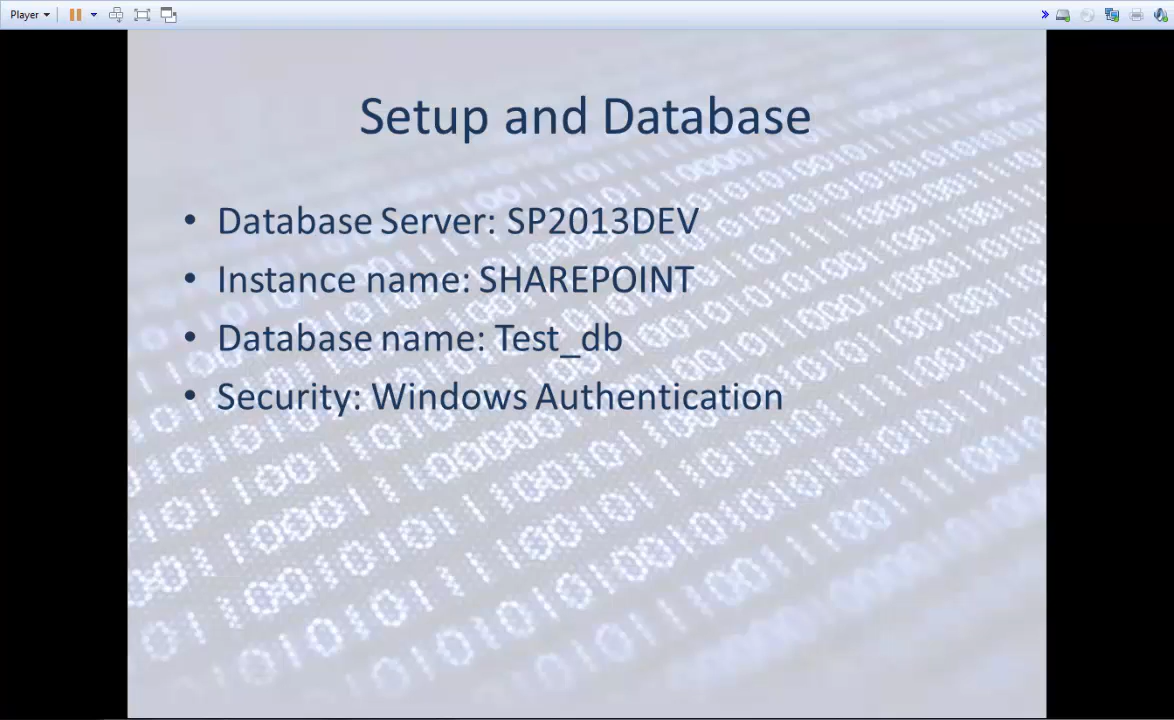 Player
Setup and Database
• Database Server: SP2013DEV
• Instance name: SHAREPOINT
• Database name: Test_db
• Security: Windows Authentication